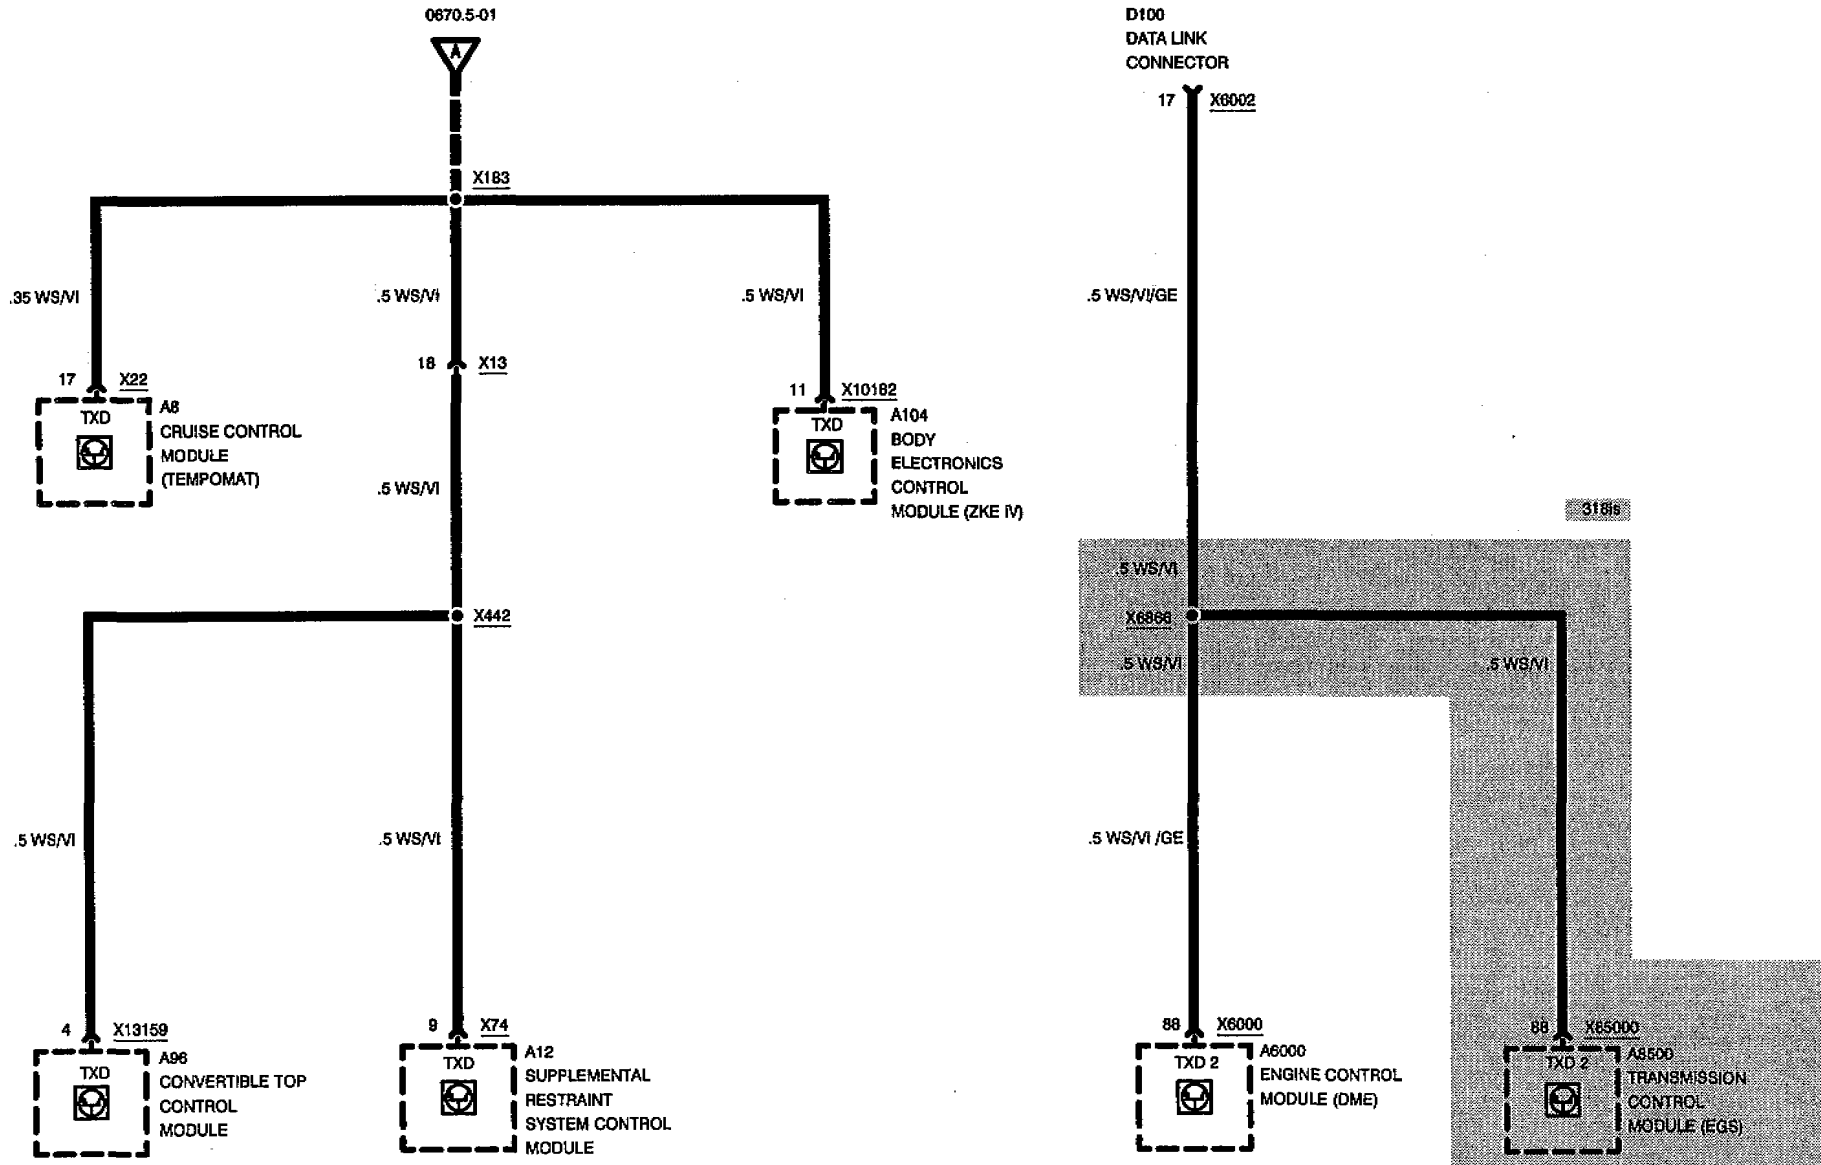 0670.5-01
A
X183
.35 WS/VI
.5 WS/VI
.5 WS/VI
17 X22
TXD
A8
CRUISE CONTROL
MODULE
(TEMPOMAT)
18 X13
11 X10182
TXD
A104
BODY
ELECTRONICS
CONTROL
MODULE (ZKE IV)
.5 WS/VI
X442
.5 WS/VI
.5 WS/VI
4 X13159
TXD
A96
CONVERTIBLE TOP
CONTROL
MODULE
9 X74
TXD
A12
SUPPLEMENTAL
RESTRAINT
SYSTEM CONTROL
MODULE
D100
DATA LINK
CONNECTOR
17 X6002
.5 WS/VI/GE
318is
.5 WS/VI
X6866
.5 WS/VI
.5 WS/VI
.5 WS/VI /GE
88 X6000
TXD 2
A6000
ENGINE CONTROL
MODULE (DME)
88 X85000
TXD 2
A8500
TRANSMISSION
CONTROL
MODULE (EGS)